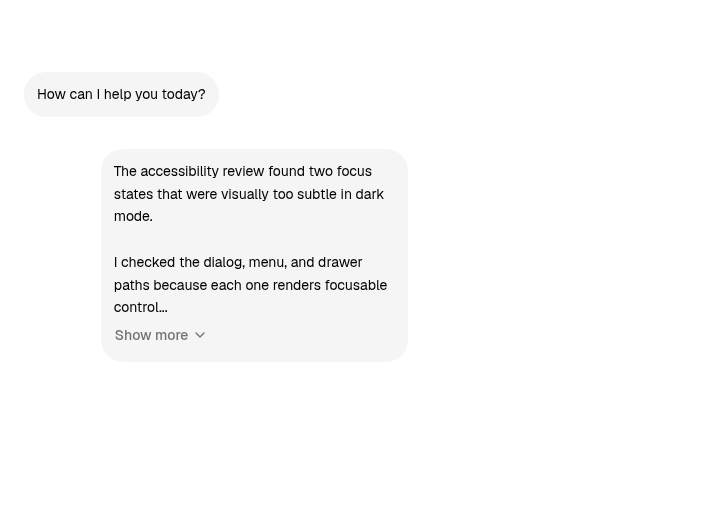 How can I help you today?
The accessibility review found two focus
states that were visually too subtle in dark
mode.
I checked the dialog, menu, and drawer
paths because each one renders focusable
control...
Show more